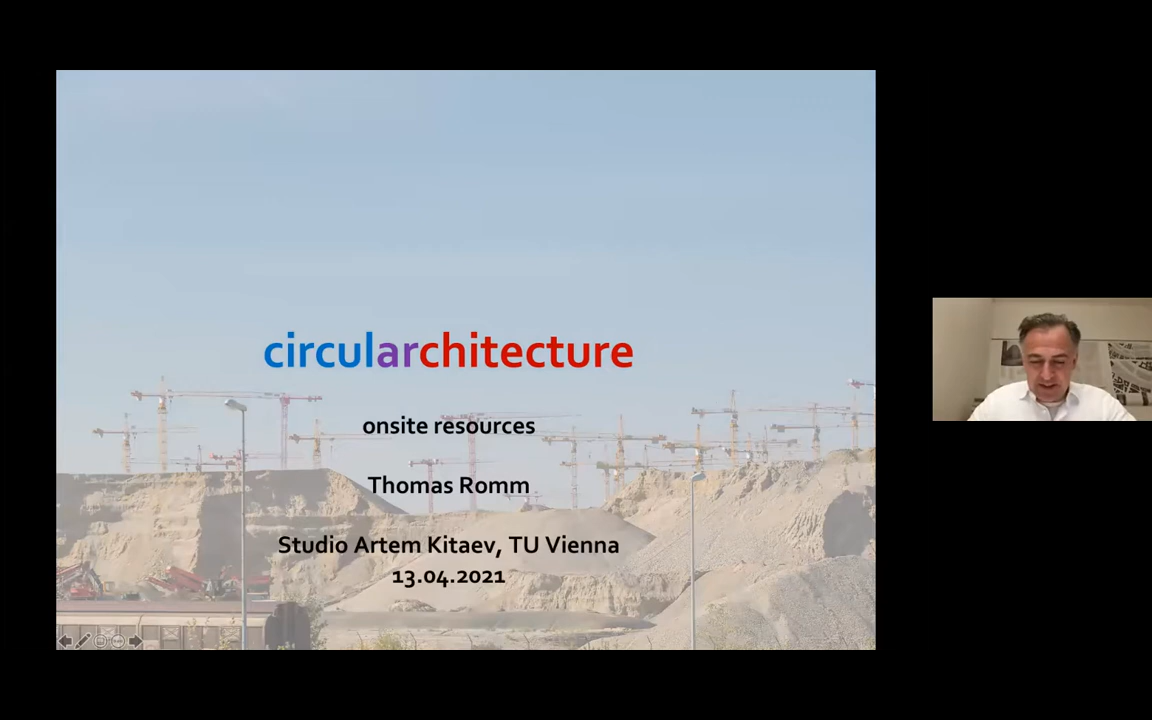 circularchitecture
onsite resources
Thomas Romm
Studio Artem Kitaev, TU Vienna
13.04.2021